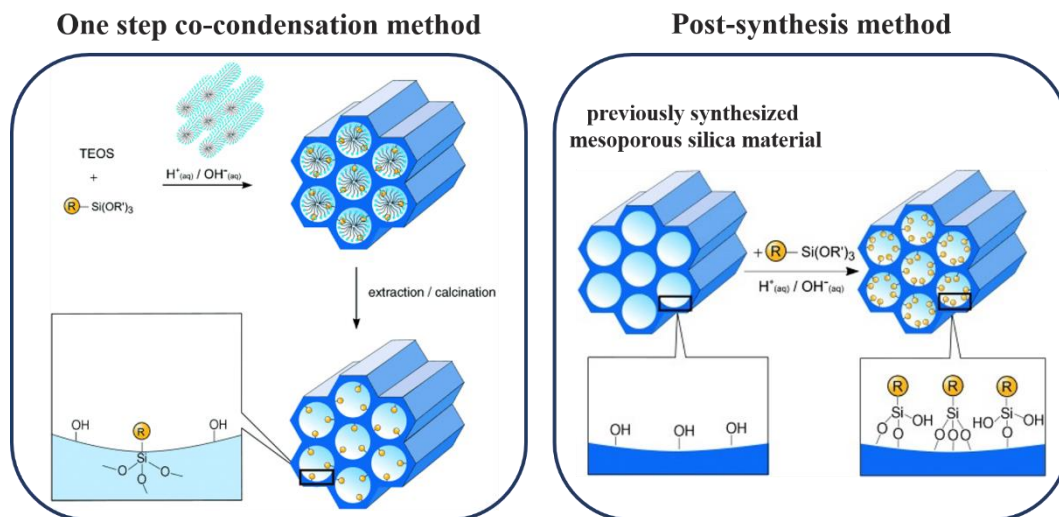 One step co-condensation method
Post-synthesis method
TEOS
+
R–Si(OR')₃
H⁺(aq) / OH⁻(aq)
extraction / calcination
OH
R
OH
Si
O O O
previously synthesized
mesoporous silica material
+ R–Si(OR')₃
H⁺(aq) / OH⁻(aq)
OH OH OH
R R R
Si OH Si HO Si OH
O O O O O O